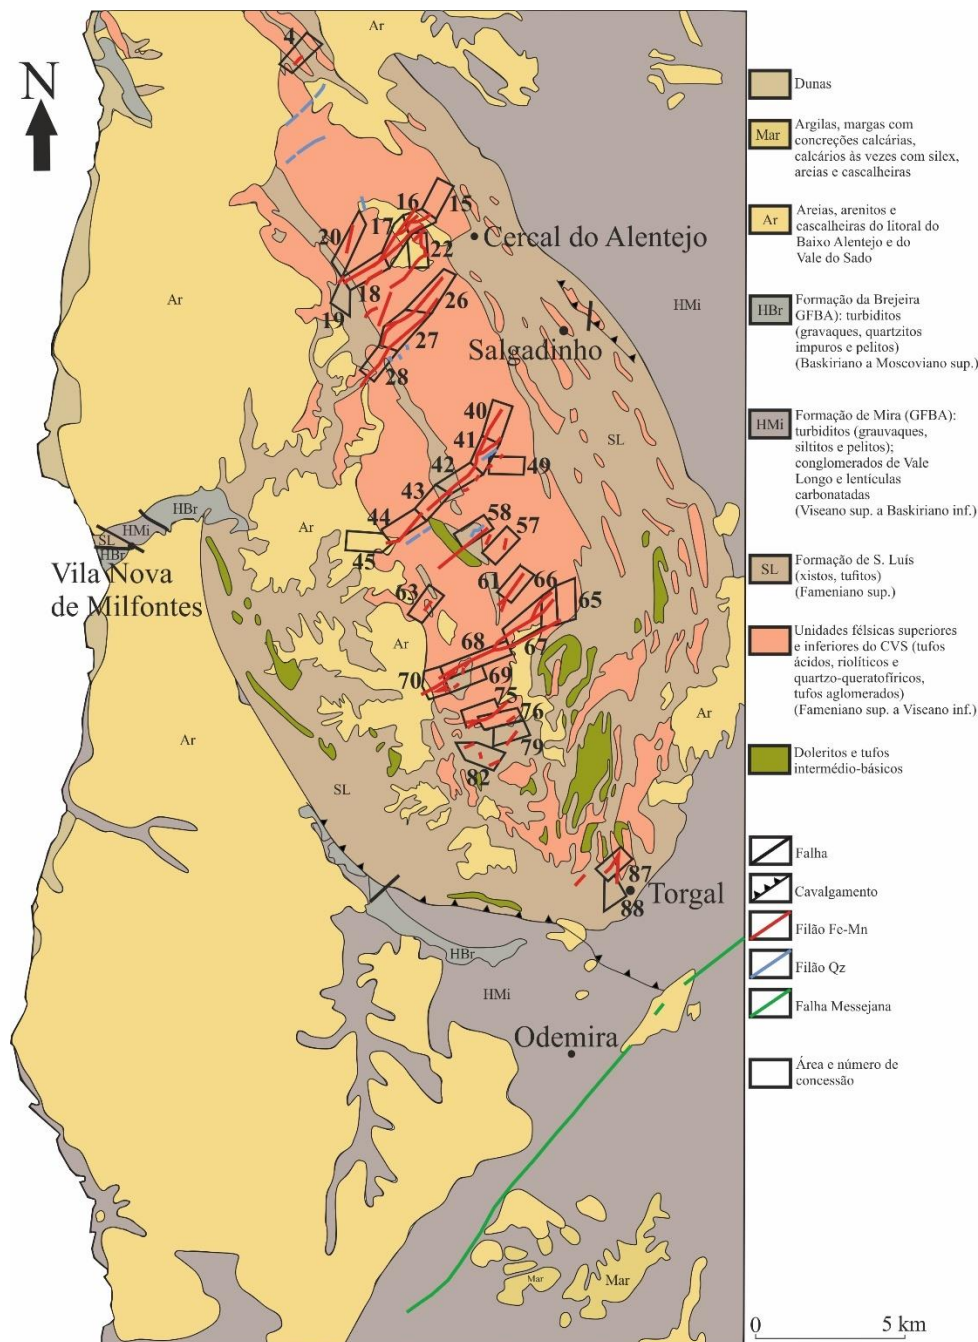 4
Ar
N
15
16
17
20
Cercal do Alentejo
22
18
Ar
26
19
HMi
27
Salgadinho
28
40
41
SL
42
49
43
HBr
58
44
Ar
57
HMi
SL
HBr
45
Vila Nova
de Milfontes
61
66
63
65
Ar
68
67
70
69
75
76
Ar
Ar
79
82
SL
87
Torgal
88
HBr
HMi
Odemira
Mar
Mar
Dunas
Mar
Argilas, margas com
concreções calcárias,
calcários às vezes com sílex,
areias e cascalheiras
Ar
Areias, arenitos e
cascalheiras do litoral do
Baixo Alentejo e do
Vale do Sado
HBr
Formação da Brejeira
GFBA): turbiditos
(gravaques, quartzitos
impuros e pelitos)
(Baskiriano a Moscoviano sup.)
HMi
Formação de Mira (GFBA):
turbiditos (grauvaques,
siltitos e pelitos);
conglomerados de Vale
Longo e lentículas
carbonatadas
(Viseano sup. a Baskiriano inf.)
SL
Formação de S. Luís
(xistos, tufitos)
(Fameniano sup.)
Unidades félsicas superiores
e inferiores do CVS (tufos
ácidos, riolíticos e
quartzo-queratofíricos,
tufos aglomerados)
(Fameniano sup. a Viseano inf.)
Doleritos e tufos
intermédio-básicos
Falha
Cavalgamento
Filão Fe-Mn
Filão Qz
Falha Messejana
Área e número de
concessão
0 5 km